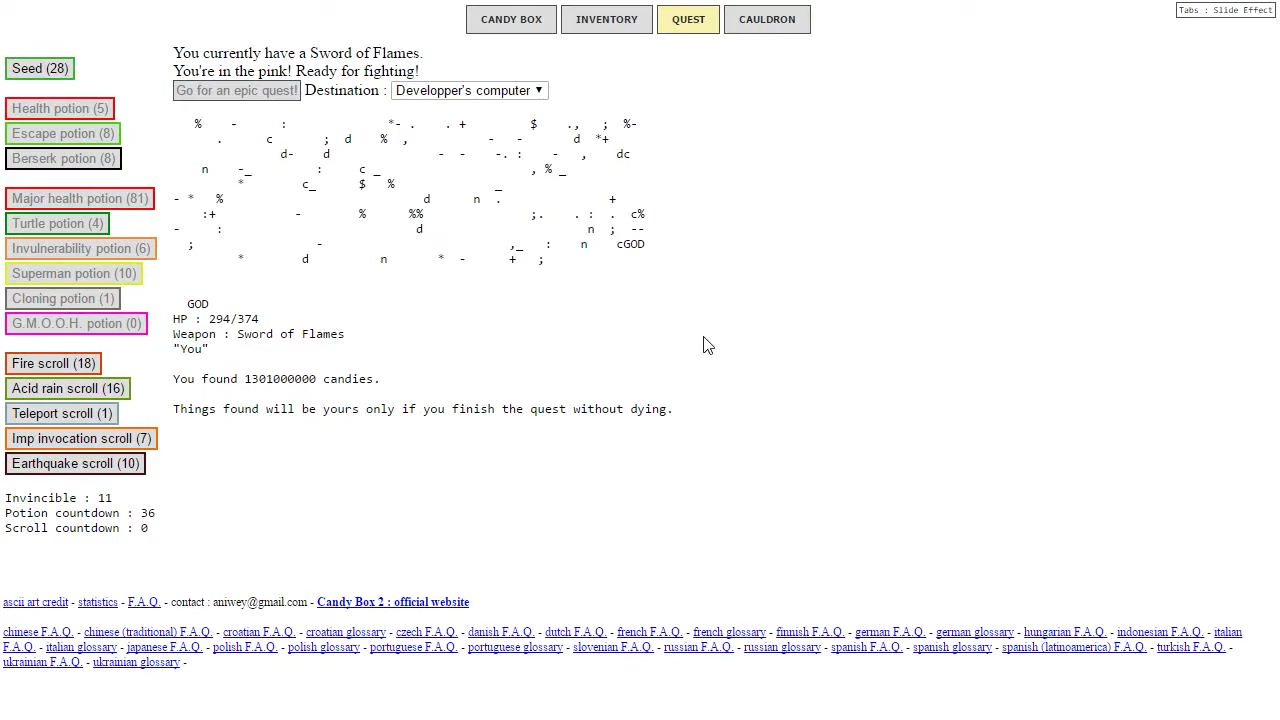 CANDY BOX INVENTORY QUEST CAULDRON
Tabs : Slide Effect
You currently have a Sword of Flames.
You're in the pink! Ready for fighting!
Go for an epic quest! Destination : Developper's computer ▼
Seed (28)
Health potion (5)
Escape potion (8)
Berserk potion (8)
Major health potion (81)
Turtle potion (4)
Invulnerability potion (6)
Superman potion (10)
Cloning potion (1)
G.M.O.O.H. potion (0)
Fire scroll (18)
Acid rain scroll (16)
Teleport scroll (1)
Imp invocation scroll (7)
Earthquake scroll (10)
Invincible : 11
Potion countdown : 36
Scroll countdown : 0
% - : *- . . + $ ., ; %-
. c ; d % , - - d *+
d- d - - -. : - , dc
n -_ : c _ , % _
* c_ $ % _
- * % d n . +
:+ - % %% ;. . : . c%
- : d n ; --
; - ,_ : n cGOD
* d n * - + ;
GOD
HP : 294/374
Weapon : Sword of Flames
"You"
You found 1301000000 candies.
Things found will be yours only if you finish the quest without dying.
ascii art credit - statistics - F.A.Q. - contact : aniwey@gmail.com - Candy Box 2 : official website
chinese F.A.Q. - chinese (traditional) F.A.Q. - croatian F.A.Q. - croatian glossary - czech F.A.Q. - danish F.A.Q. - dutch F.A.Q. - french F.A.Q. - french glossary - finnish F.A.Q. - german F.A.Q. - german glossary - hungarian F.A.Q. - indonesian F.A.Q. - italian
F.A.Q. - italian glossary - japanese F.A.Q. - polish F.A.Q. - polish glossary - portuguese F.A.Q. - portuguese glossary - slovenian F.A.Q. - russian F.A.Q. - russian glossary - spanish F.A.Q. - spanish glossary - spanish (latinoamerica) F.A.Q. - turkish F.A.Q. -
ukrainian F.A.Q. - ukrainian glossary -